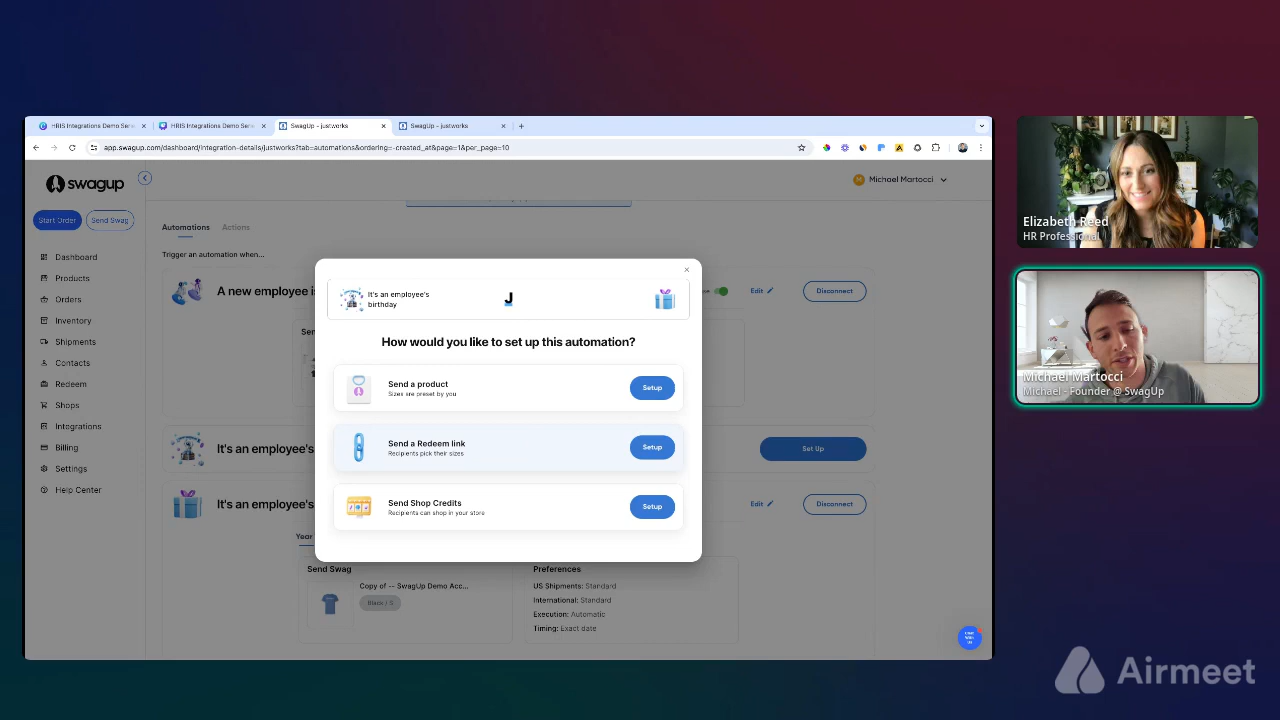 HRIS Integrations Demo Serie
HRIS Integrations Demo Serie
SwagUp - justworks
SwagUp - justworks
app.swagup.com/dashboard/integration-details/justworks?tab=automations&ordering=-created_at&page=1&per_page=10
swagup
Michael Martocci
Start Order
Send Swag
Dashboard
Products
Orders
Inventory
Shipments
Contacts
Redeem
Shops
Integrations
Billing
Settings
Help Center
Automations
Actions
Trigger an automation when...
A new employee is
Edit
Disconnect
It's an employee's
Set Up
It's an employee's
Edit
Disconnect
Year
Send Swag
Copy of -- SwagUp Demo Acc...
Black / S
Preferences
US Shipments: Standard
International: Standard
Execution: Automatic
Timing: Exact date
It's an employee's
birthday
J
How would you like to set up this automation?
Send a product
Sizes are preset by you
Setup
Send a Redeem link
Recipients pick their sizes
Setup
Send Shop Credits
Recipients can shop in your store
Setup
Chat
With
us
Elizabeth Reed
HR Professional
Michael Martocci
Michael - Founder @ SwagUp
Airmeet